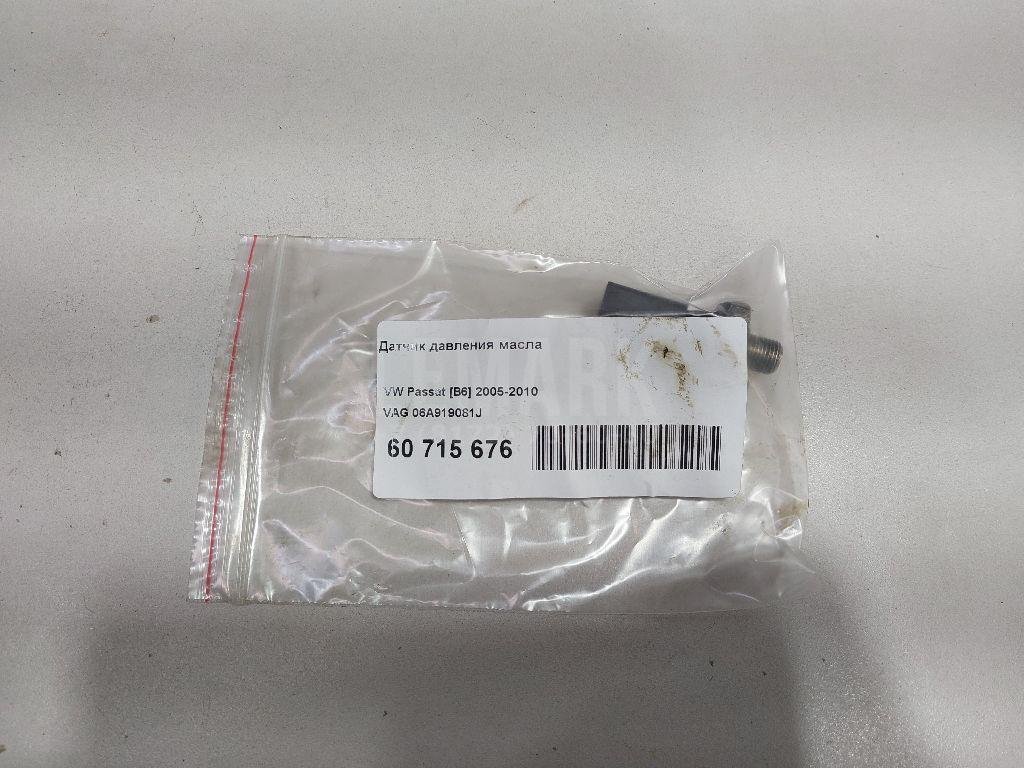 Датчик давления масла
VW Passat [B6] 2005-2010
VAG 06A919081J
60 715 676